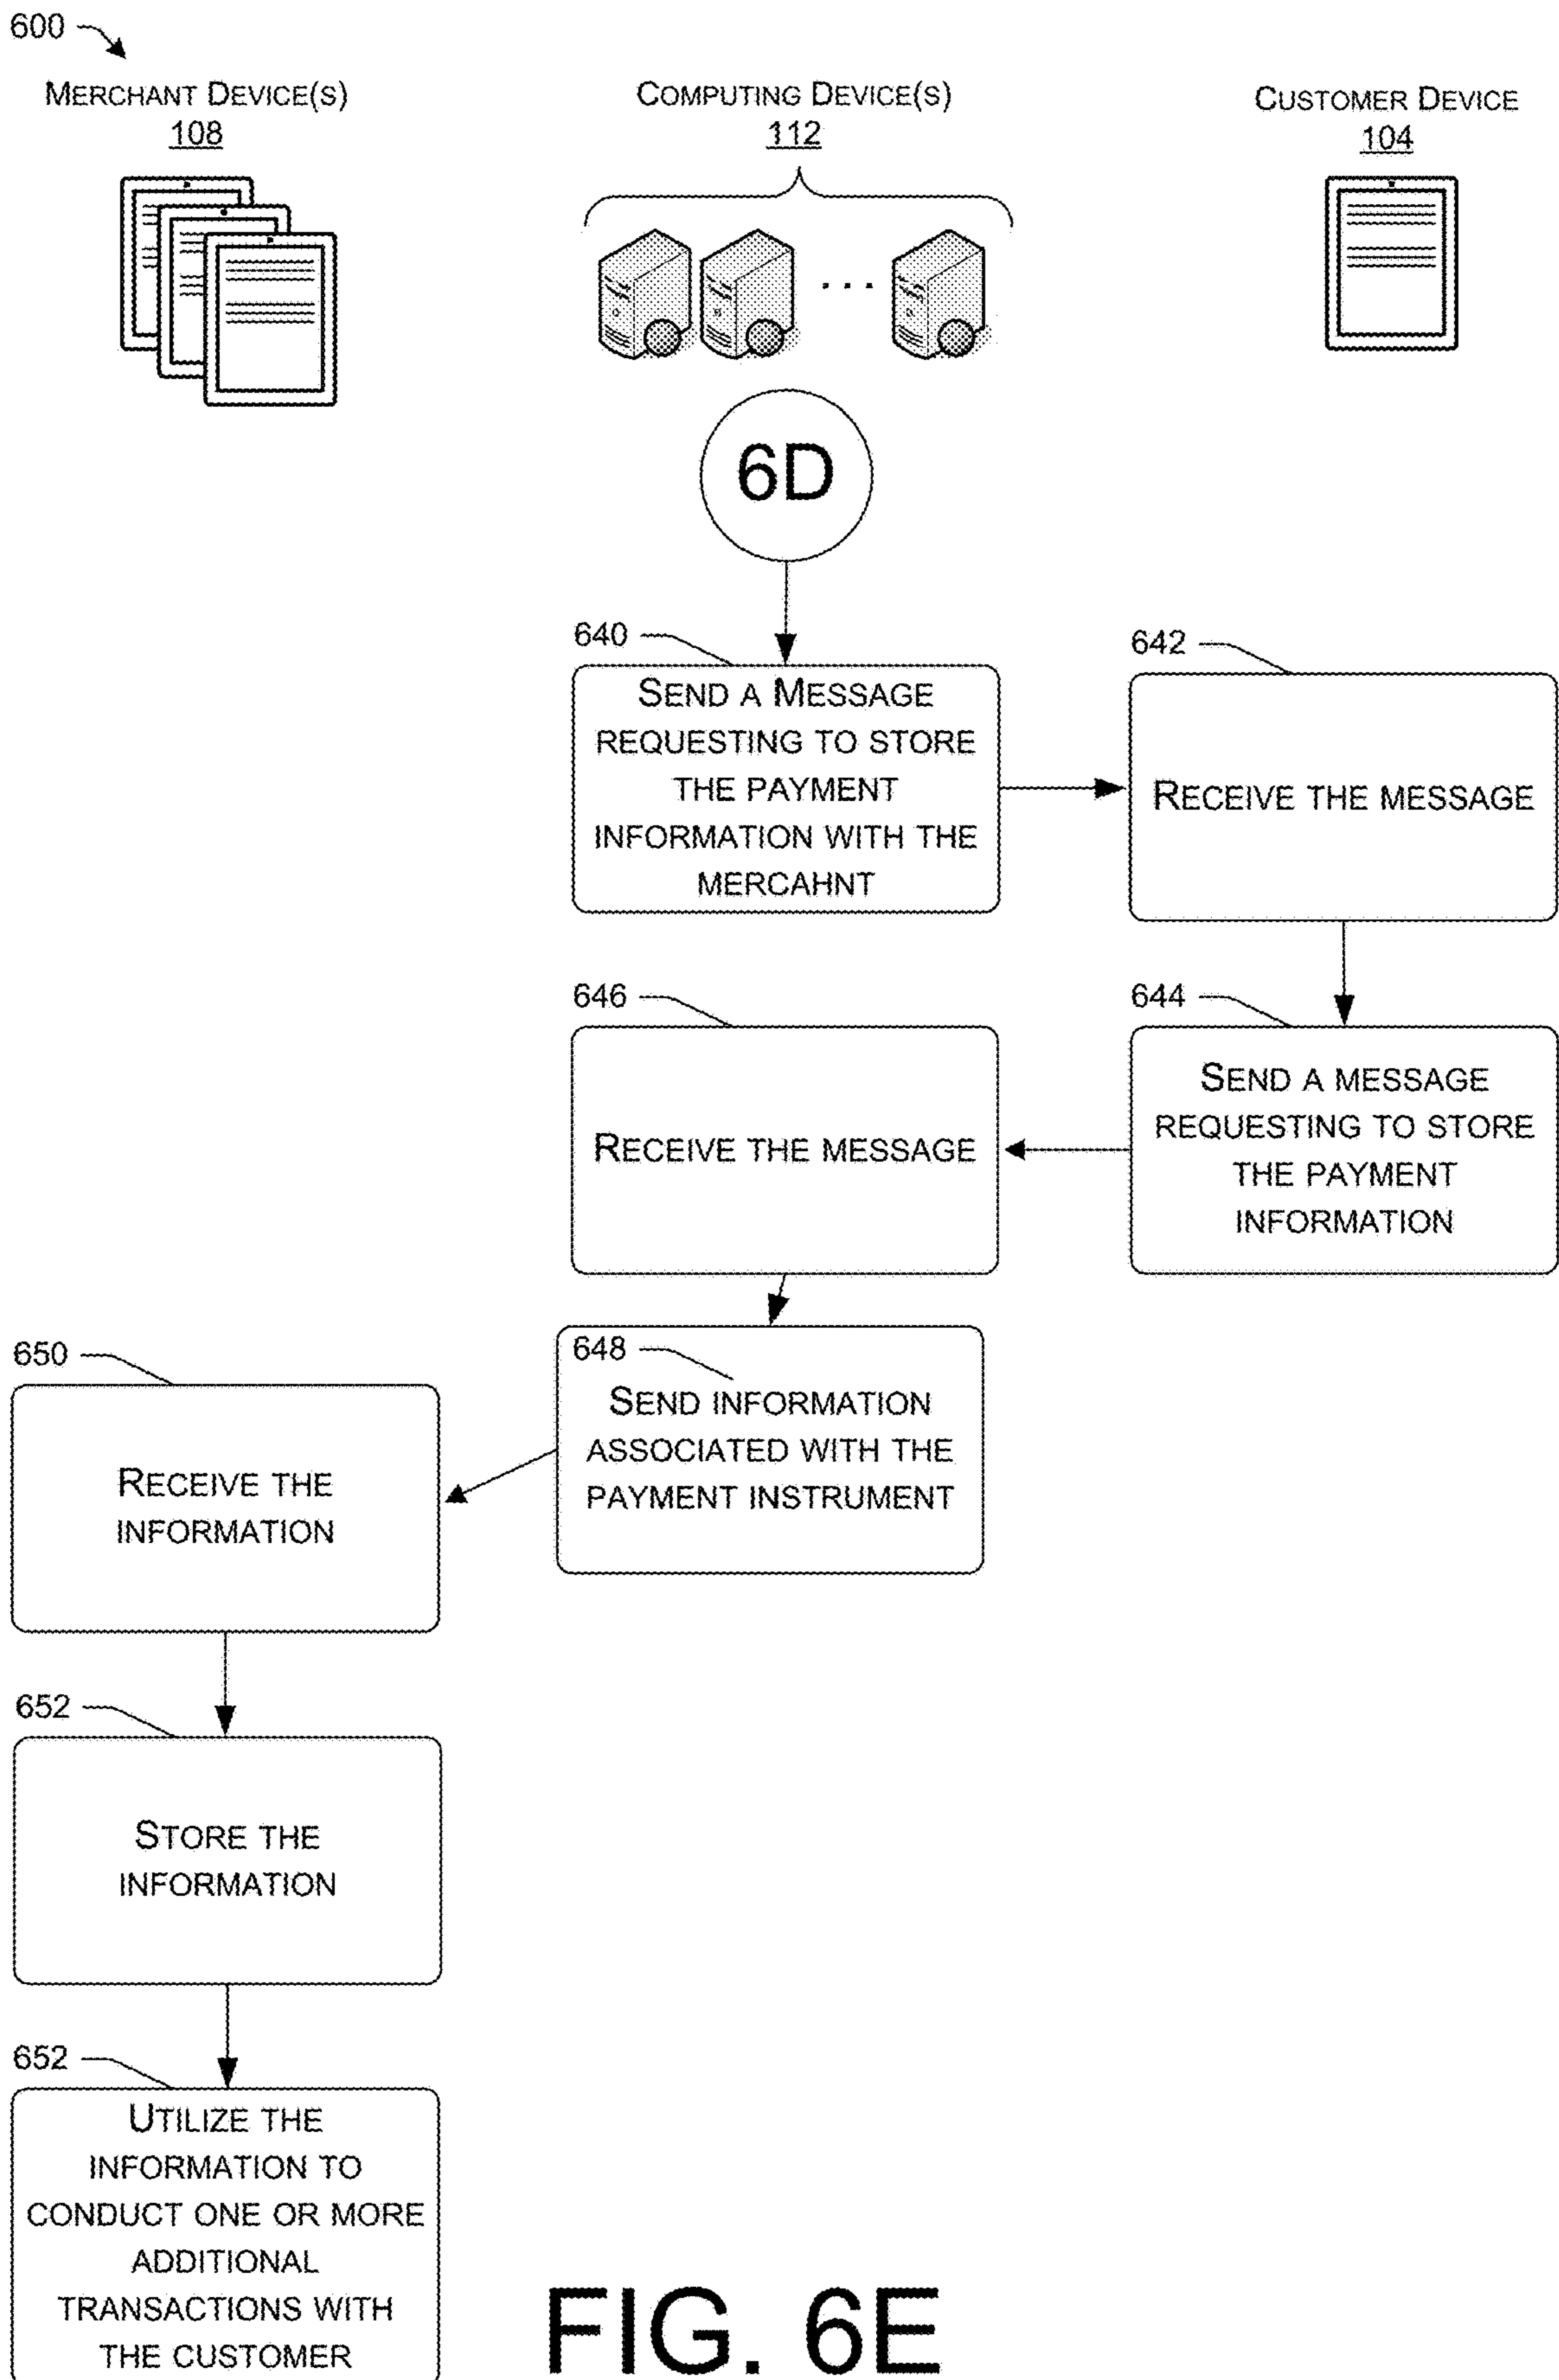 600
MERCHANT DEVICE(S)
108
COMPUTING DEVICE(S)
112
CUSTOMER DEVICE
104
. . .
6D
640
SEND A MESSAGE
REQUESTING TO STORE
THE PAYMENT
INFORMATION WITH THE
MERCAHNT
642
RECEIVE THE MESSAGE
644
SEND A MESSAGE
REQUESTING TO STORE
THE PAYMENT
INFORMATION
646
RECEIVE THE MESSAGE
648
SEND INFORMATION
ASSOCIATED WITH THE
PAYMENT INSTRUMENT
650
RECEIVE THE
INFORMATION
652
STORE THE
INFORMATION
652
UTILIZE THE
INFORMATION TO
CONDUCT ONE OR MORE
ADDITIONAL
TRANSACTIONS WITH
THE CUSTOMER
FIG. 6E